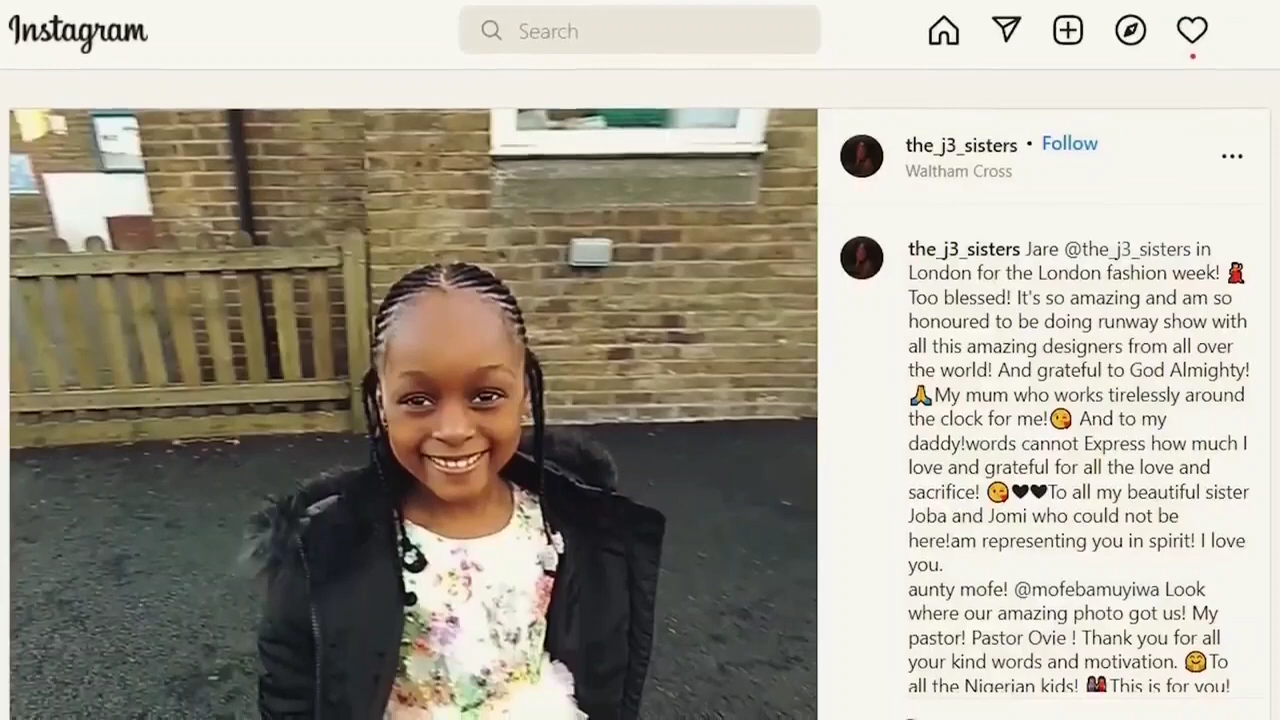 Instagram
Search
the_j3_sisters • Follow
Waltham Cross
the_j3_sisters Jare @the_j3_sisters in
London for the London fashion week! 💃
Too blessed! It's so amazing and am so
honoured to be doing runway show with
all this amazing designers from all over
the world! And grateful to God Almighty!
🙏My mum who works tirelessly around
the clock for me!😘 And to my
daddy!words cannot Express how much I
love and grateful for all the love and
sacrifice! 😘🖤🖤To all my beautiful sister
Joba and Jomi who could not be
here!am representing you in spirit! I love
you.
aunty mofe! @mofebamuyiwa Look
where our amazing photo got us! My
pastor! Pastor Ovie ! Thank you for all
your kind words and motivation. 🤗To
all the Nigerian kids! 👭This is for you!